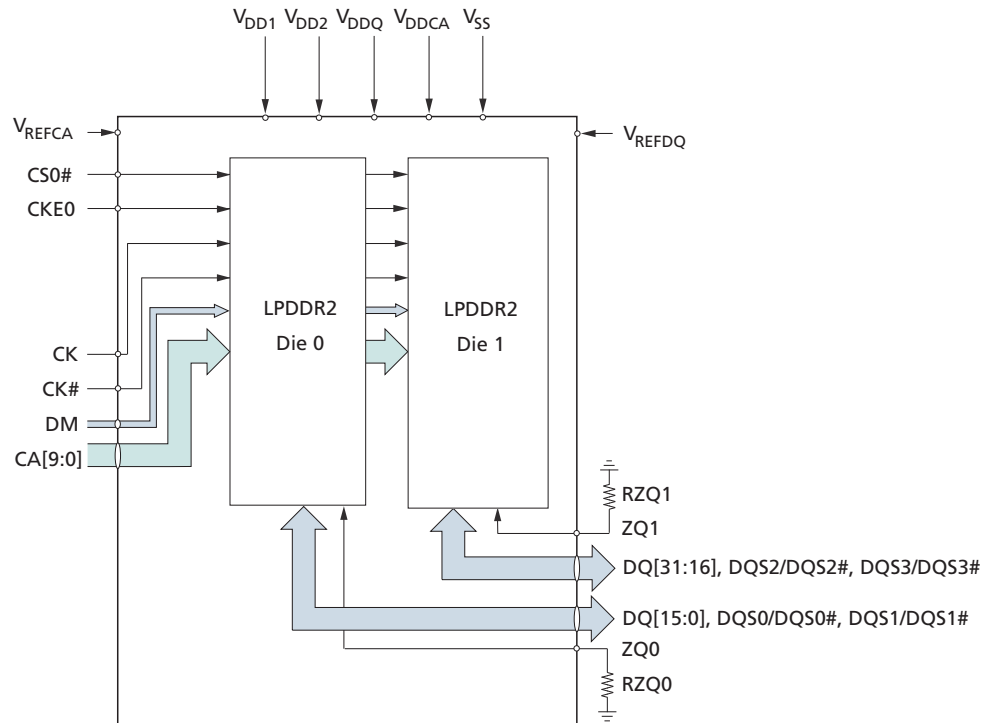 VDD1 VDD2 VDDQ VDDCA VSS
VREFCA
VREFDQ
CS0#
CKE0
LPDDR2
Die 0
LPDDR2
Die 1
CK
CK#
DM
CA[9:0]
RZQ1
ZQ1
DQ[31:16], DQS2/DQS2#, DQS3/DQS3#
DQ[15:0], DQS0/DQS0#, DQS1/DQS1#
ZQ0
RZQ0